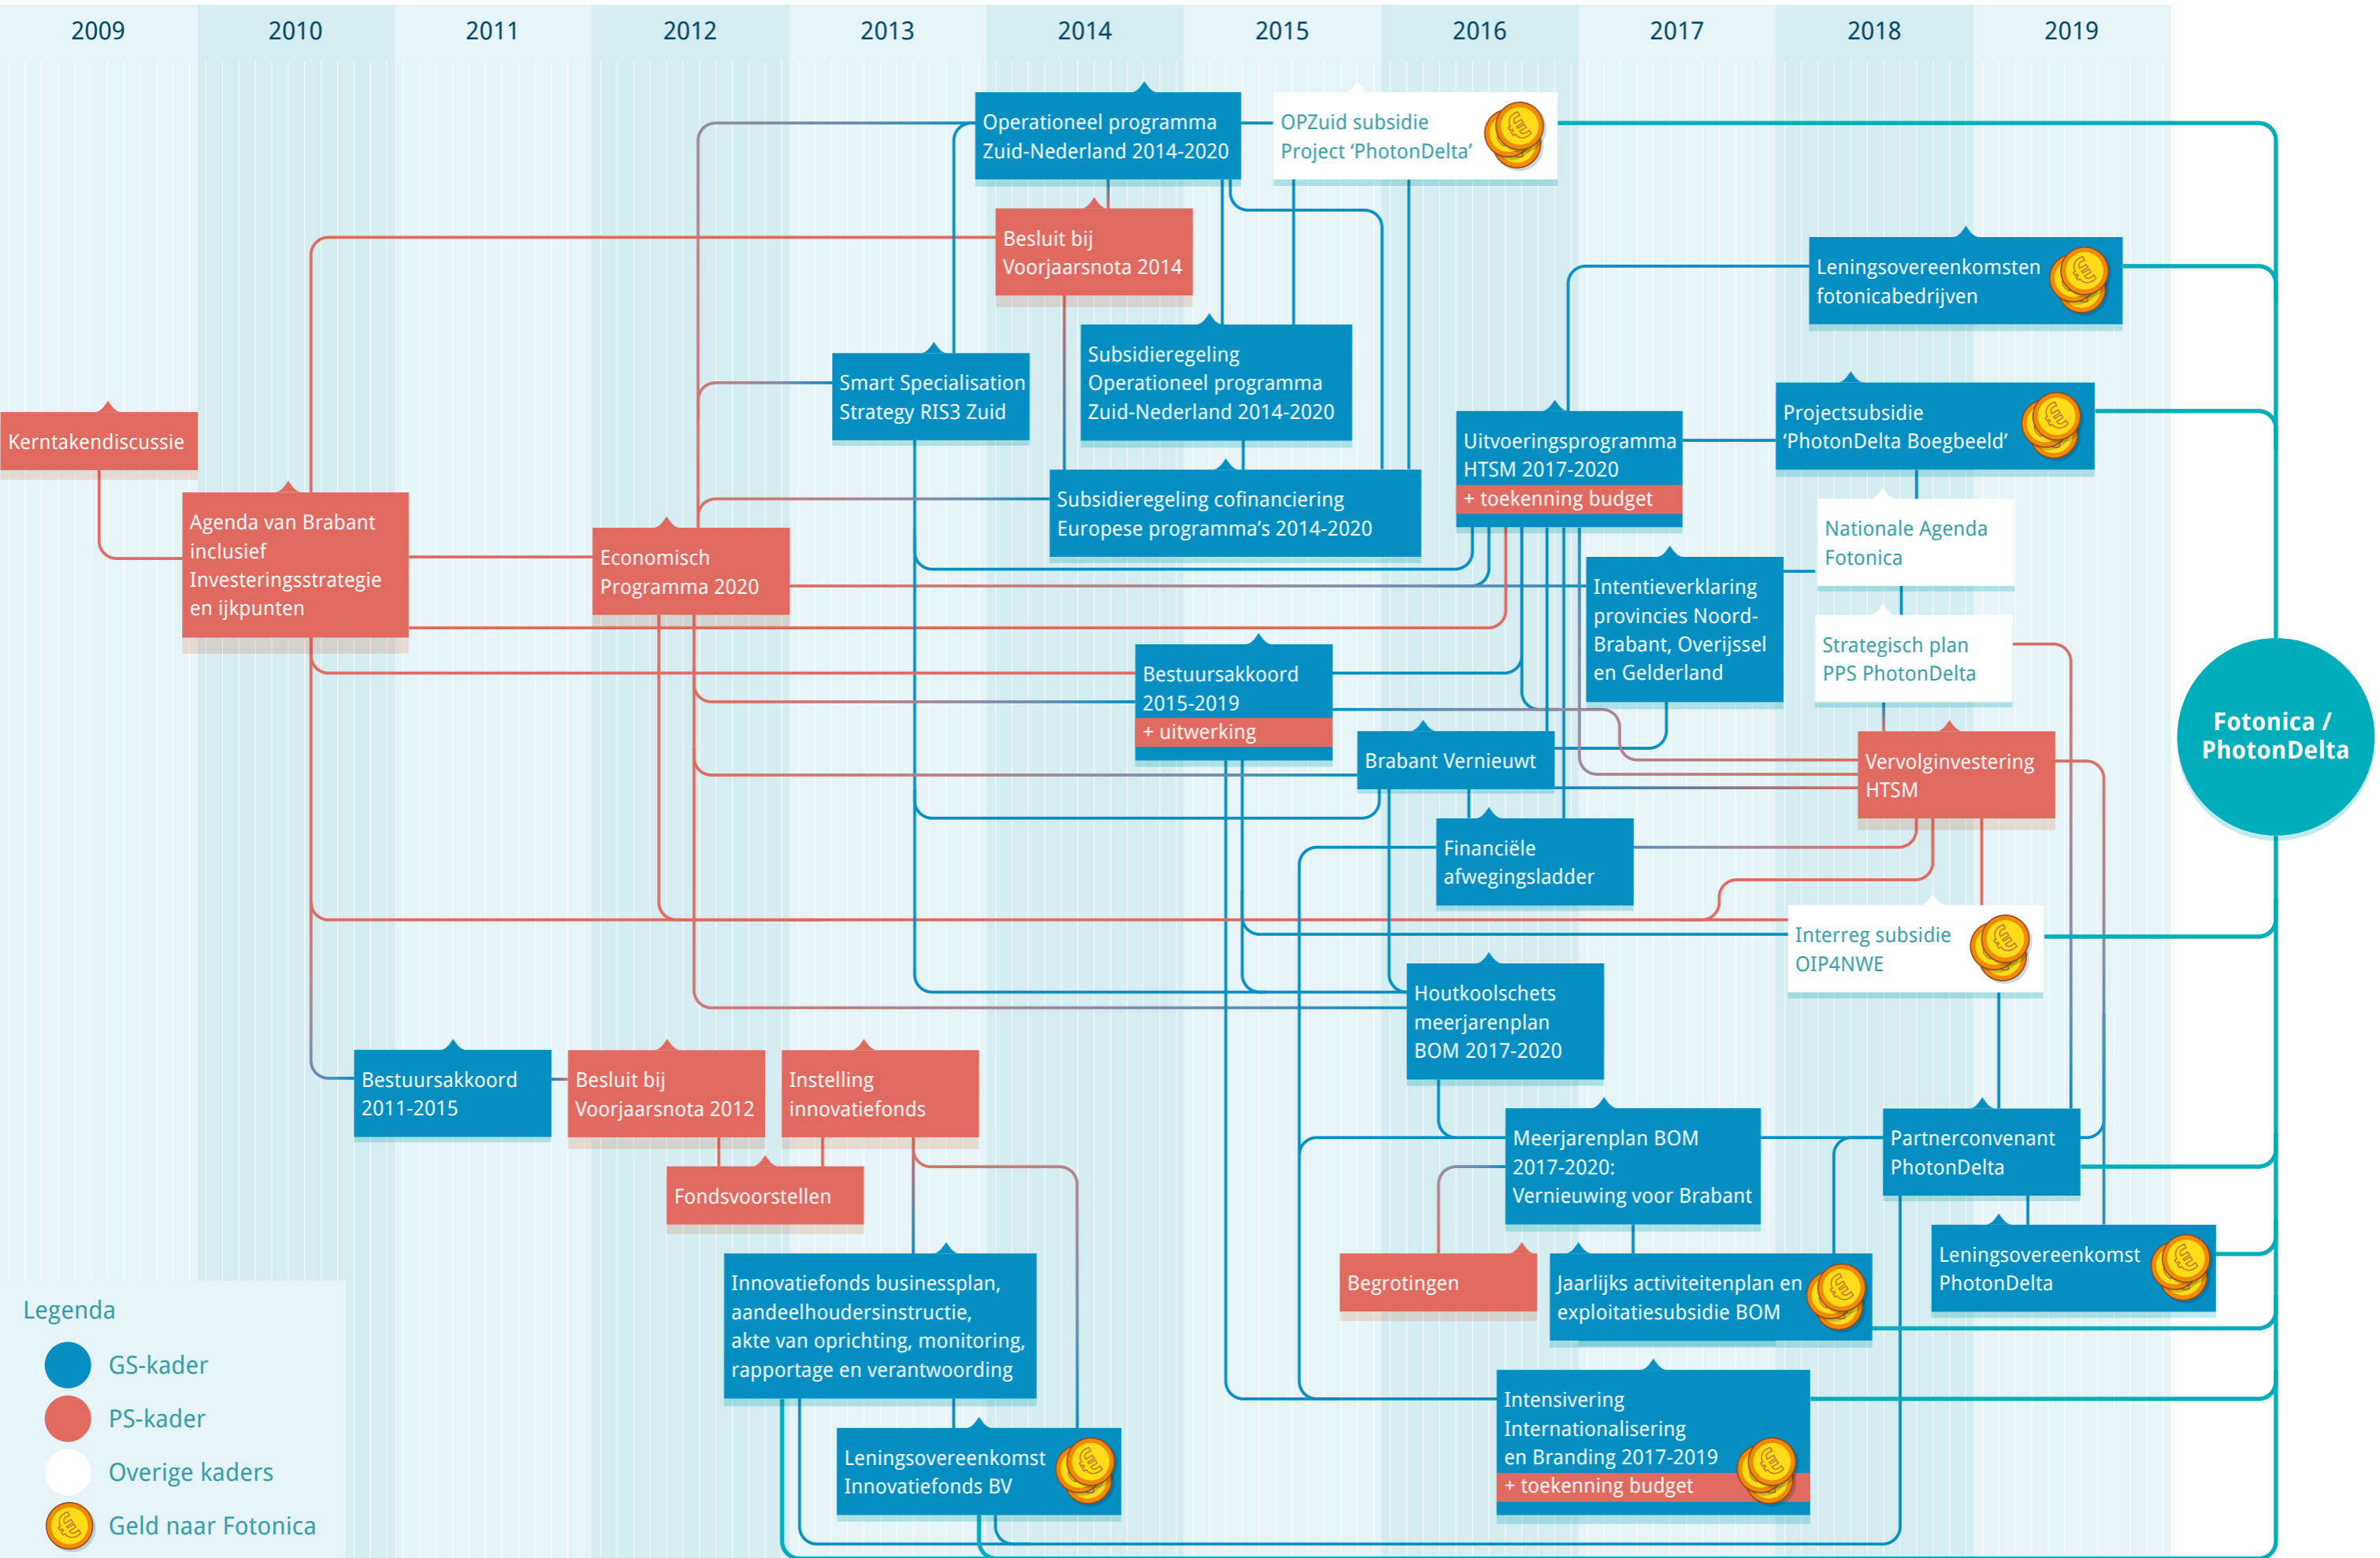 2009
2010
2011
2012
2013
2014
2015
2016
2017
2018
2019
Operationeel programma
Zuid-Nederland 2014-2020
OPZuid subsidie
Project ‘PhotonDelta’
Besluit bij
Voorjaarsnota 2014
Leningsovereenkomsten
fotonicabedrijven
Smart Specialisation
Strategy RIS3 Zuid
Subsidieregeling
Operationeel programma
Zuid-Nederland 2014-2020
Kerntakendiscussie
Uitvoeringsprogramma
HTSM 2017-2020
+ toekenning budget
Projectsubsidie
‘PhotonDelta Boegbeeld’
Agenda van Brabant
inclusief
Investeringsstrategie
en ijkpunten
Economisch
Programma 2020
Subsidieregeling cofinanciering
Europese programma’s 2014-2020
Nationale Agenda
Fotonica
Intentieverklaring
provincies Noord-
Brabant, Overijssel
en Gelderland
Strategisch plan
PPS PhotonDelta
Bestuursakkoord
2015-2019
+ uitwerking
Fotonica /
PhotonDelta
Brabant Vernieuwt
Vervolginvestering
HTSM
Financiële
afwegingsladder
Interreg subsidie
OIP4NWE
Houtkoolschets
meerjarenplan
BOM 2017-2020
Bestuursakkoord
2011-2015
Besluit bij
Voorjaarsnota 2012
Instelling
innovatiefonds
Meerjarenplan BOM
2017-2020:
Vernieuwing voor Brabant
Partnerconvenant
PhotonDelta
Fondsvoorstellen
Innovatiefonds businessplan,
aandeelhoudersinstructie,
akte van oprichting, monitoring,
rapportage en verantwoording
Begrotingen
Jaarlijks activiteitenplan en
exploitatiesubsidie BOM
Leningsovereenkomst
PhotonDelta
Leningsovereenkomst
Innovatiefonds BV
Intensivering
Internationalisering
en Branding 2017-2019
+ toekenning budget
Legenda
GS-kader
PS-kader
Overige kaders
Geld naar Fotonica